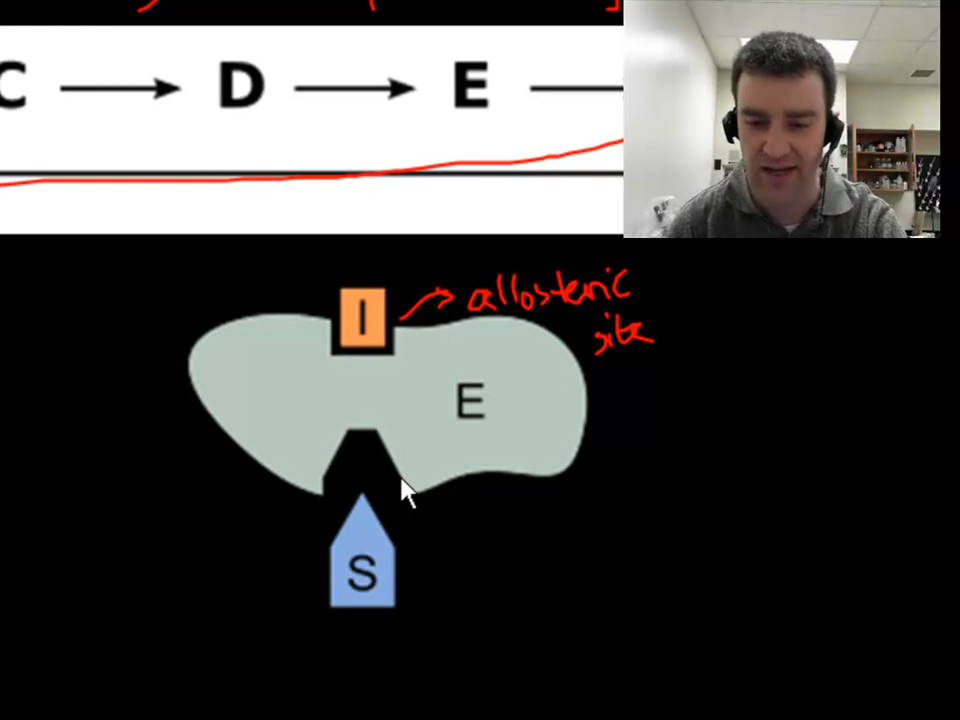 C → D → E
I
allosteric
site
E
S